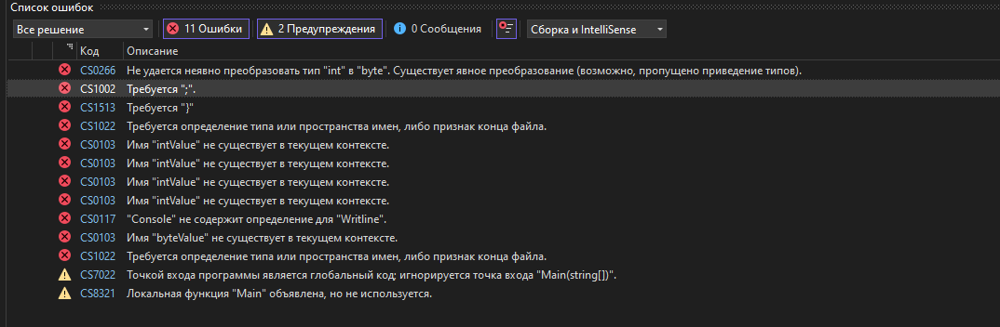 Список ошибок
Все решение 11 Ошибки 2 Предупреждения 0 Сообщения Сборка и IntelliSense
Код Описание
CS0266 Не удается неявно преобразовать тип "int" в "byte". Существует явное преобразование (возможно, пропущено приведение типов).
CS1002 Требуется ";".
CS1513 Требуется "}"
CS1022 Требуется определение типа или пространства имен, либо признак конца файла.
CS0103 Имя "intValue" не существует в текущем контексте.
CS0103 Имя "intValue" не существует в текущем контексте.
CS0103 Имя "intValue" не существует в текущем контексте.
CS0103 Имя "intValue" не существует в текущем контексте.
CS0117 "Console" не содержит определение для "Writline".
CS0103 Имя "byteValue" не существует в текущем контексте.
CS1022 Требуется определение типа или пространства имен, либо признак конца файла.
CS7022 Точкой входа программы является глобальный код; игнорируется точка входа "Main(string[])".
CS8321 Локальная функция "Main" объявлена, но не используется.